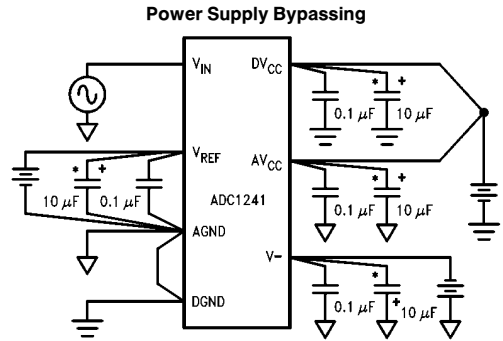 Power Supply Bypassing
V_IN
DV_CC
* +
0.1 µF
10 µF
V_REF
* +
10 µF
0.1 µF
AV_CC
* +
0.1 µF
10 µF
ADC1241
AGND
V−
*
0.1 µF
+
10 µF
DGND